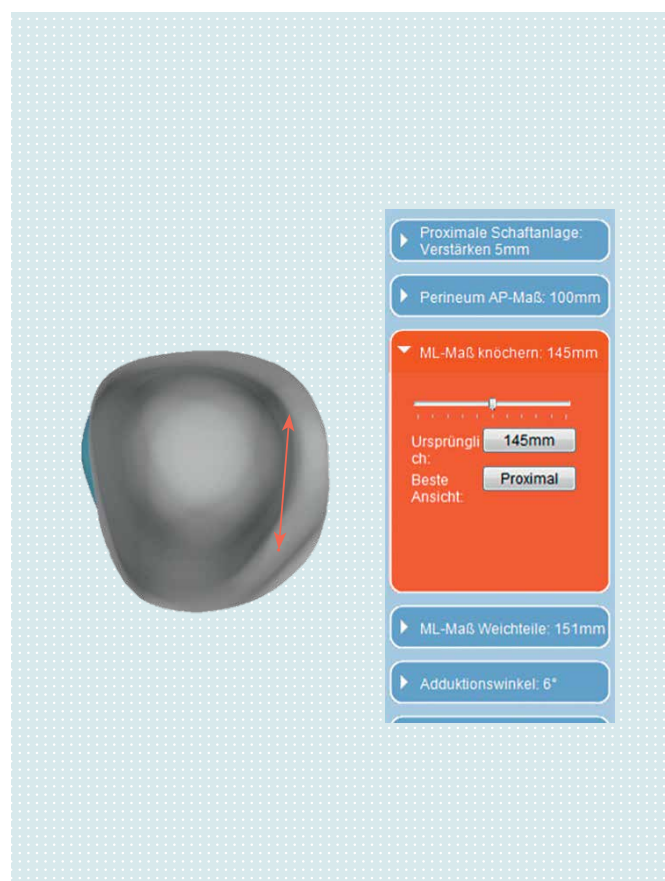 Proximale Schaftanlage:
Verstärken 5mm
Perineum AP-Maß: 100mm
ML-Maß knöchern: 145mm
Ursprüngli
ch:
145mm
Beste
Ansicht:
Proximal
ML-Maß Weichteile: 151mm
Adduktionswinkel: 6°